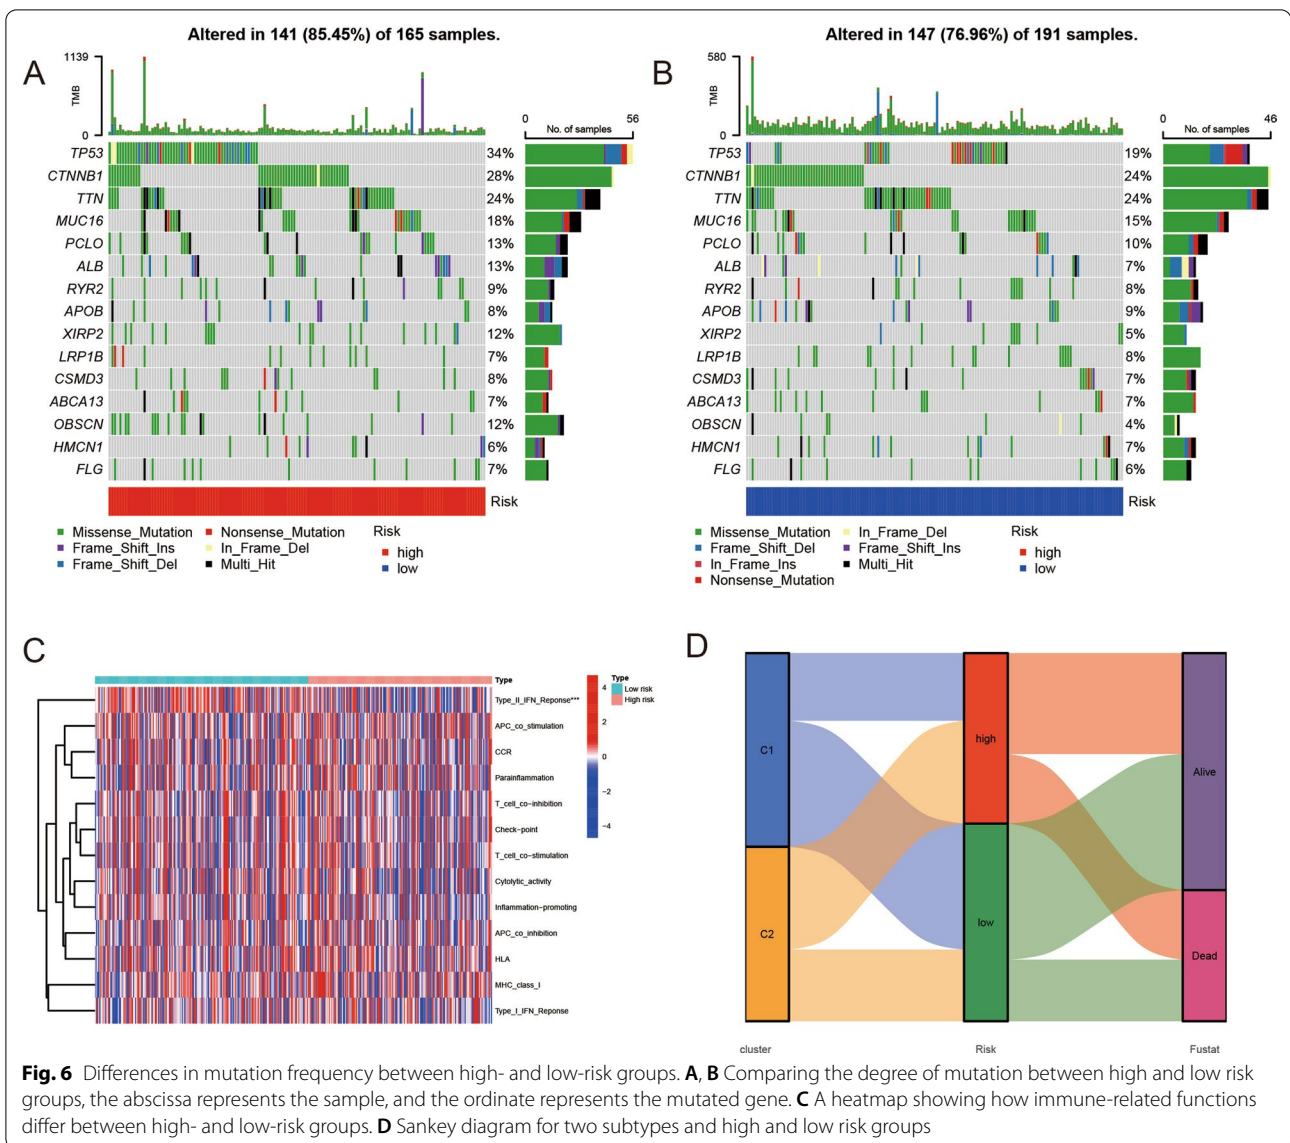 Altered in 141 (85.45%) of 165 samples.
A
1139
0
TMB
0
56
No. of samples
TP53 34%
CTNNB1 28%
TTN 24%
MUC16 18%
PCLO 13%
ALB 13%
RYR2 9%
APOB 8%
XIRP2 12%
LRP1B 7%
CSMD3 8%
ABCA13 7%
OBSCN 12%
HMCN1 6%
FLG 7%
Risk
Missense_Mutation
Frame_Shift_Ins
Frame_Shift_Del
Nonsense_Mutation
In_Frame_Del
Multi_Hit
Risk
high
low
Altered in 147 (76.96%) of 191 samples.
B
580
0
TMB
0
46
No. of samples
TP53 19%
CTNNB1 24%
TTN 24%
MUC16 15%
PCLO 10%
ALB 7%
RYR2 8%
APOB 9%
XIRP2 5%
LRP1B 8%
CSMD3 7%
ABCA13 7%
OBSCN 4%
HMCN1 7%
FLG 6%
Risk
Missense_Mutation
Frame_Shift_Del
In_Frame_Ins
Nonsense_Mutation
In_Frame_Del
Frame_Shift_Ins
Multi_Hit
Risk
high
low
C
Type
Type_II_IFN_Reponse***
APC_co_stimulation
CCR
Parainflammation
T_cell_co-inhibition
Check-point
T_cell_co-stimulation
Cytolytic_activity
Inflammation-promoting
APC_co_inhibition
HLA
MHC_class_I
Type_I_IFN_Reponse
4
2
0
−2
−4
Type
Low risk
High risk
D
C1
C2
high
low
Alive
Dead
cluster
Risk
Fustat
Fig. 6 Differences in mutation frequency between high- and low-risk groups. A, B Comparing the degree of mutation between high and low risk
groups, the abscissa represents the sample, and the ordinate represents the mutated gene. C A heatmap showing how immune-related functions
differ between high- and low-risk groups. D Sankey diagram for two subtypes and high and low risk groups